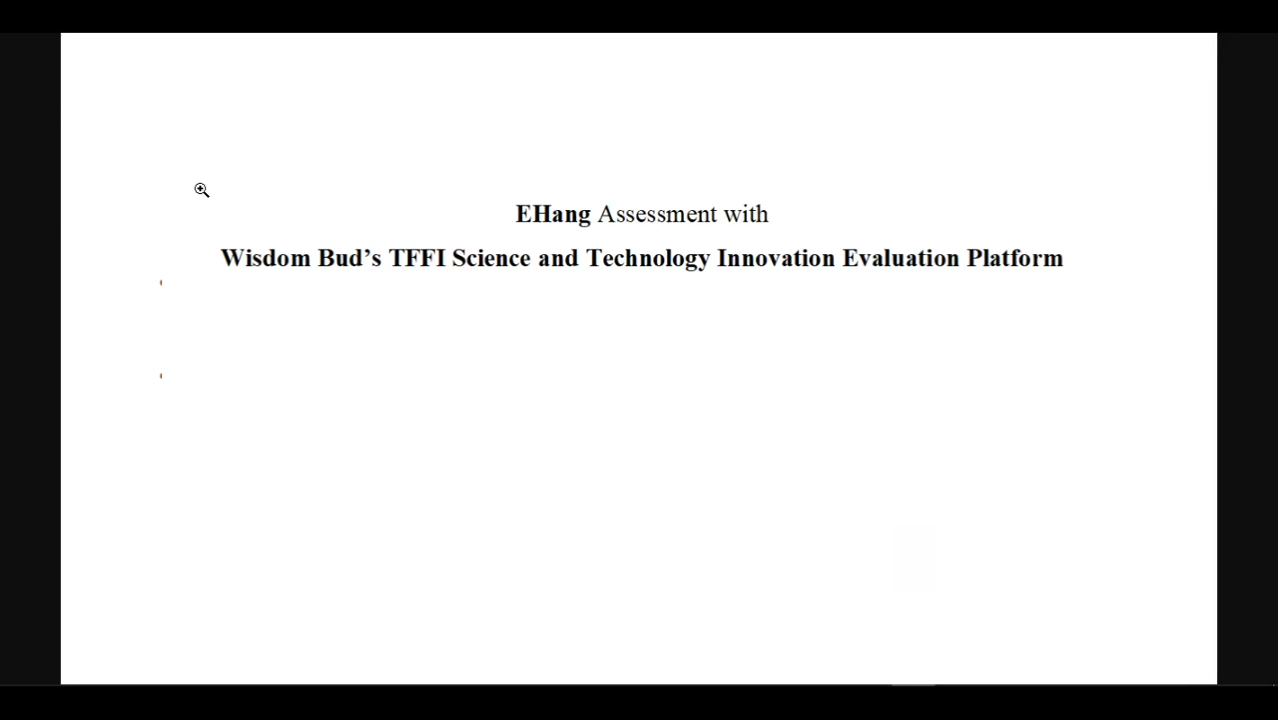 EHang Assessment with
Wisdom Bud’s TFFI Science and Technology Innovation Evaluation Platform